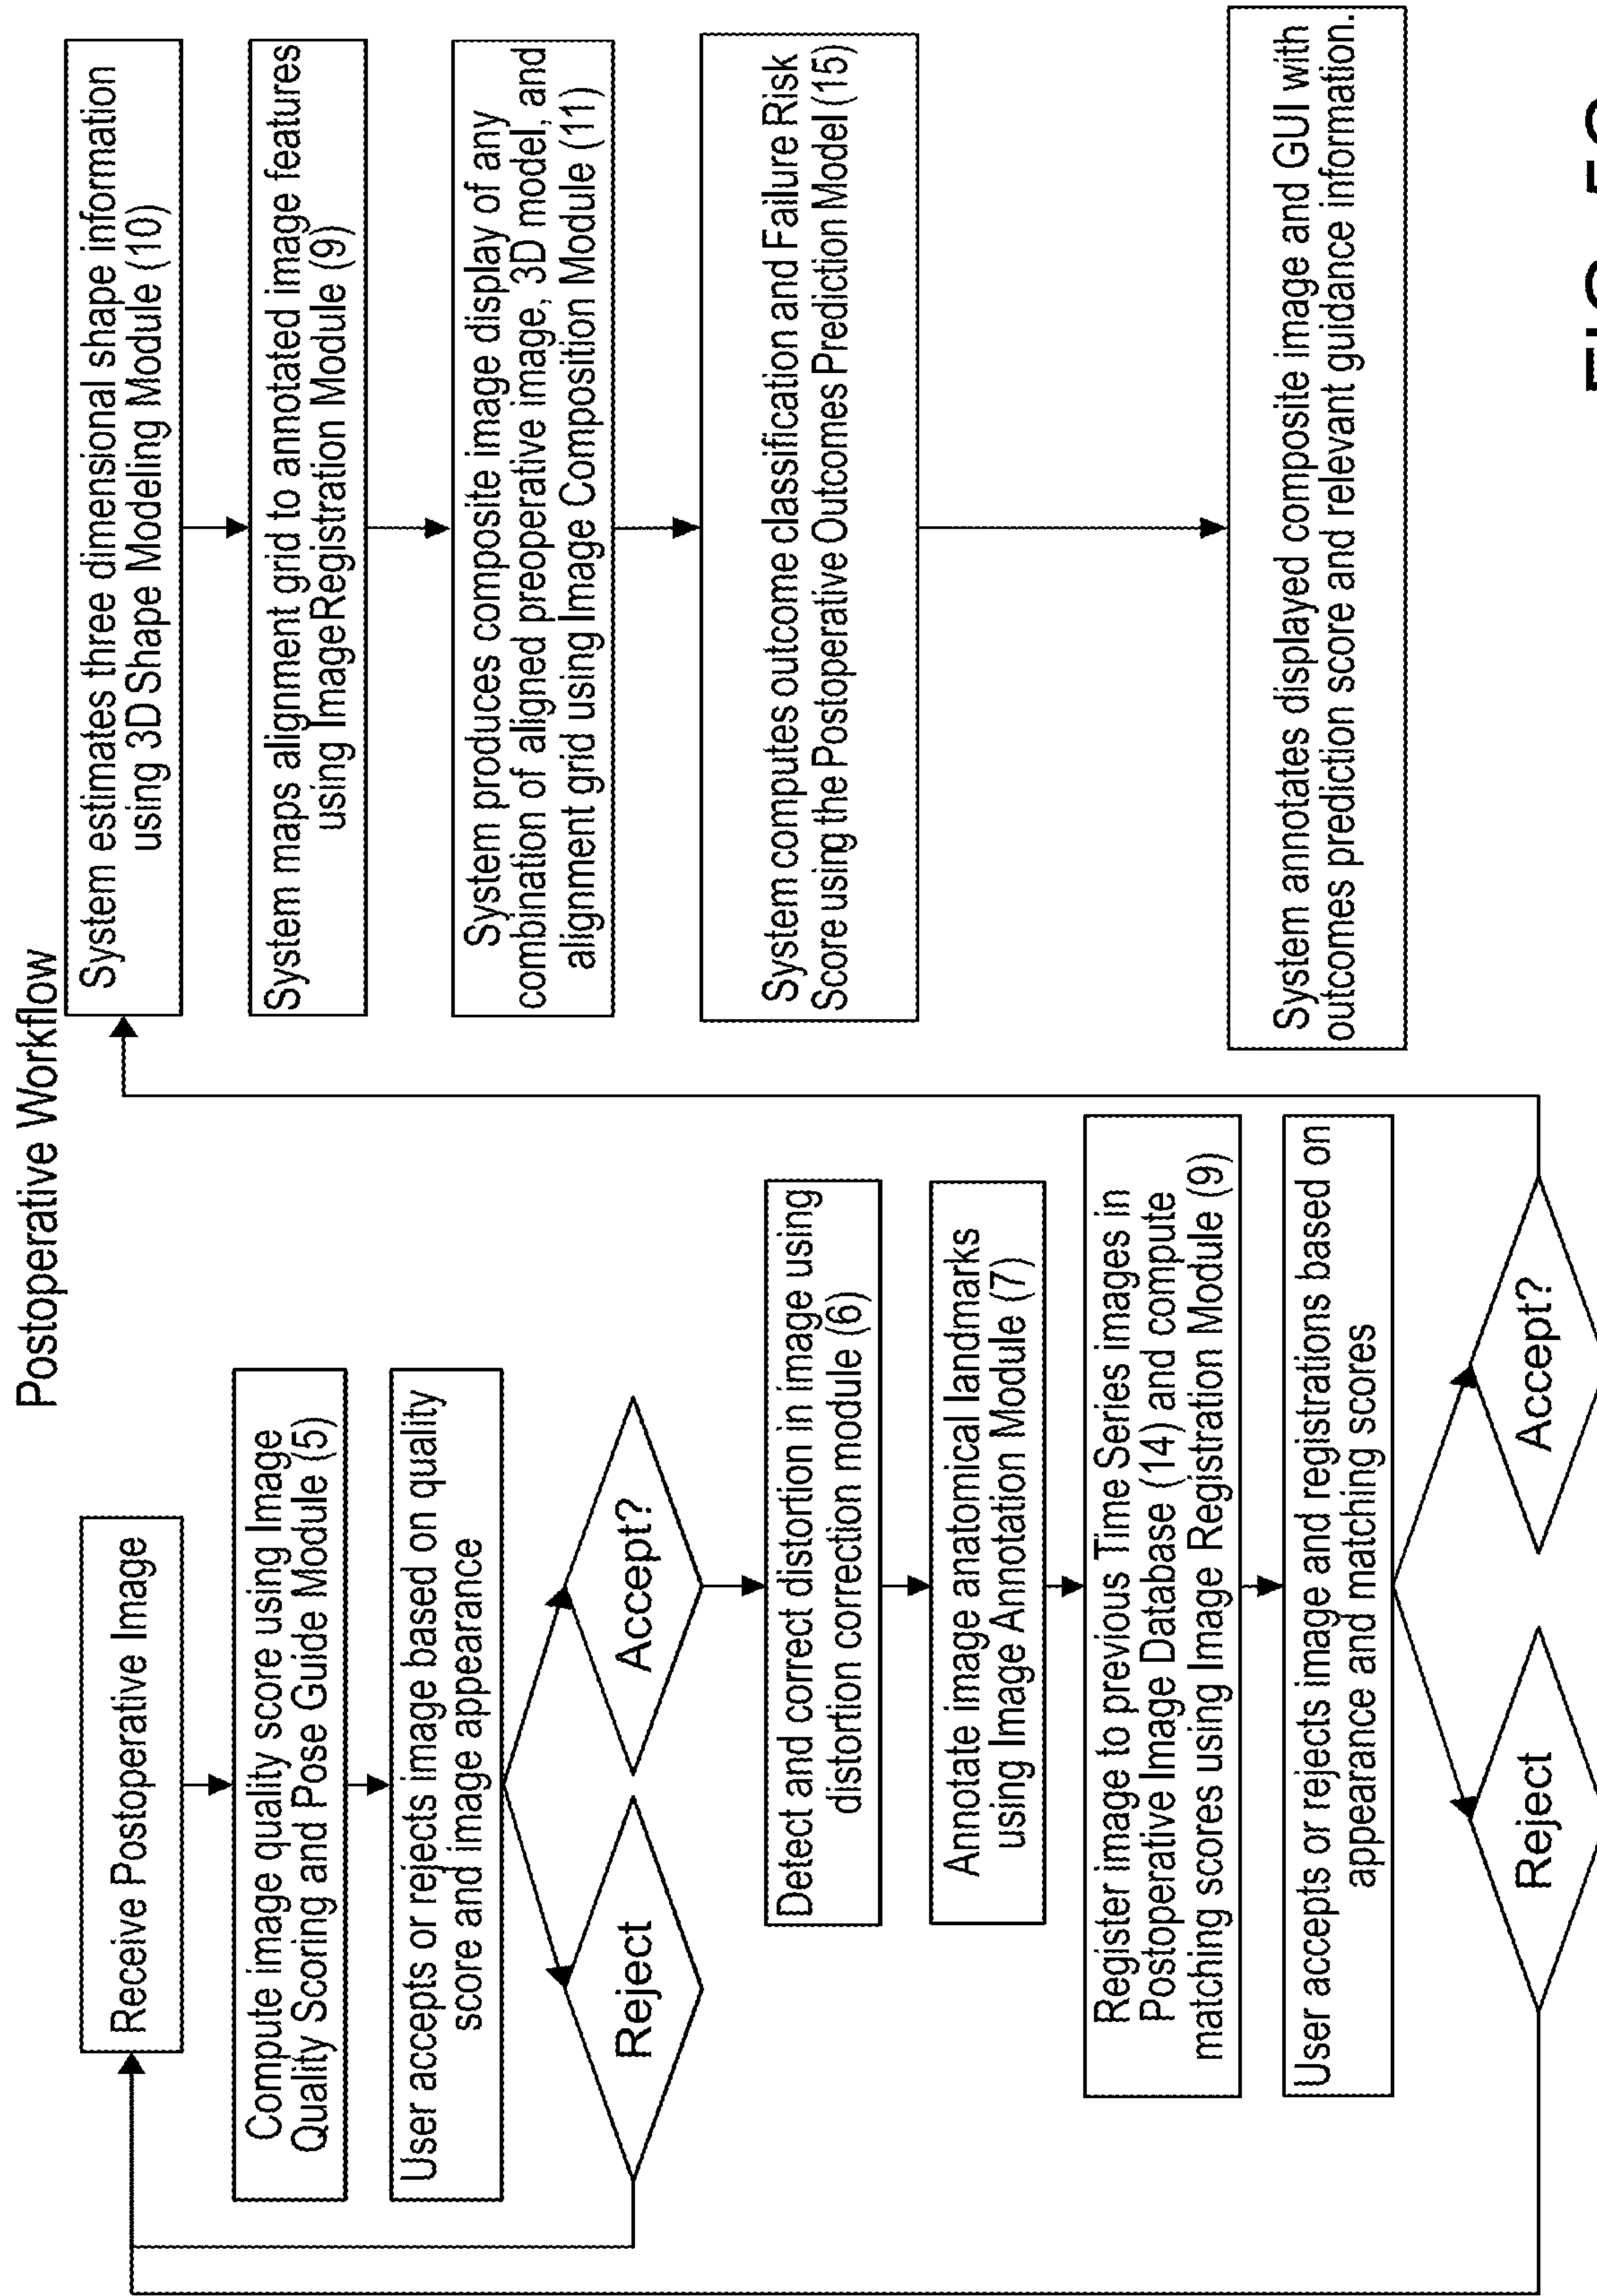 Postoperative Workflow
Receive Postoperative Image
Compute image quality score using Image
Quality Scoring and Pose Guide Module (5)
User accepts or rejects image based on quality
score and image appearance
Reject
Accept?
Detect and correct distortion in image using
distortion correction module (6)
Annotate image anatomical landmarks
using Image Annotation Module (7)
Register image to previous Time Series images in
Postoperative Image Database (14) and compute
matching scores using Image Registration Module (9)
User accepts or rejects image and registrations based on
appearance and matching scores
Reject
Accept?
System estimates three dimensional shape information
using 3D Shape Modeling Module (10)
System maps alignment grid to annotated image features
using Image Registration Module (9)
System produces composite image display of any
combination of aligned preoperative image, 3D model, and
alignment grid using Image Composition Module (11)
System computes outcome classification and Failure Risk
Score using the Postoperative Outcomes Prediction Model (15)
System annotates displayed composite image and GUI with
outcomes prediction score and relevant guidance information.